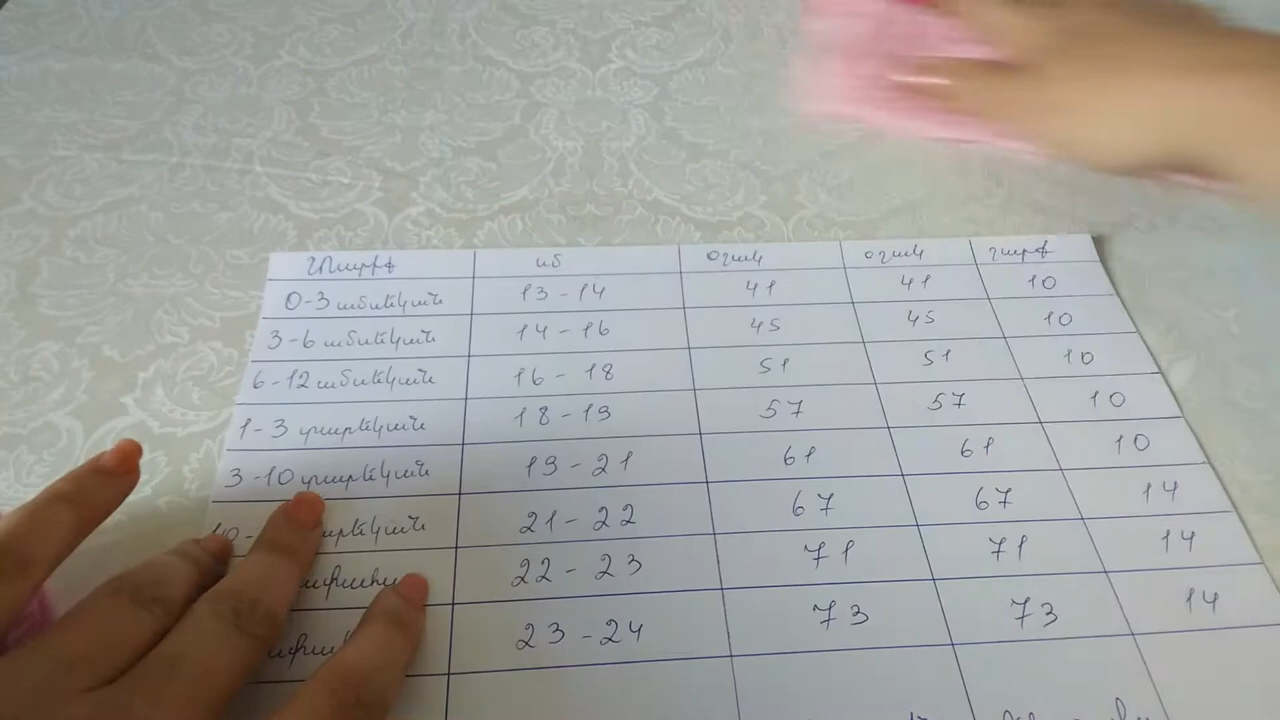 Չափս սմ օղակ օղակ շարք
0-3 ամսեկան 13-14 41 41 10
3-6 ամսեկան 14-16 45 45 10
6-12 ամսեկան 16-18 51 51 10
1-3 տարեկան 18-19 57 57 10
3-10 տարեկան 19-21 61 61 10
21-22 67 67 14
22-23 71 71 14
23-24 73 73 14